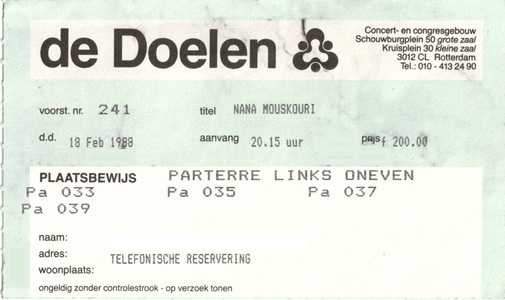 de Doelen
Concert- en congresgebouw
Schouwburgplein 50 grote zaal
Kruisplein 30 kleine zaal
3012 CL Rotterdam
Tel.: 010 - 413 24 90
voorst. nr. 241 titel NANA MOUSKOURI
d.d. 18 Feb 1988 aanvang 20.15 uur prijs f 200.00
PLAATSBEWIJS PARTERRE LINKS ONEVEN
Pa 033 Pa 035 Pa 037
Pa 039
naam:
adres: TELEFONISCHE RESERVERING
woonplaats:
ongeldig zonder controlestrook - op verzoek tonen